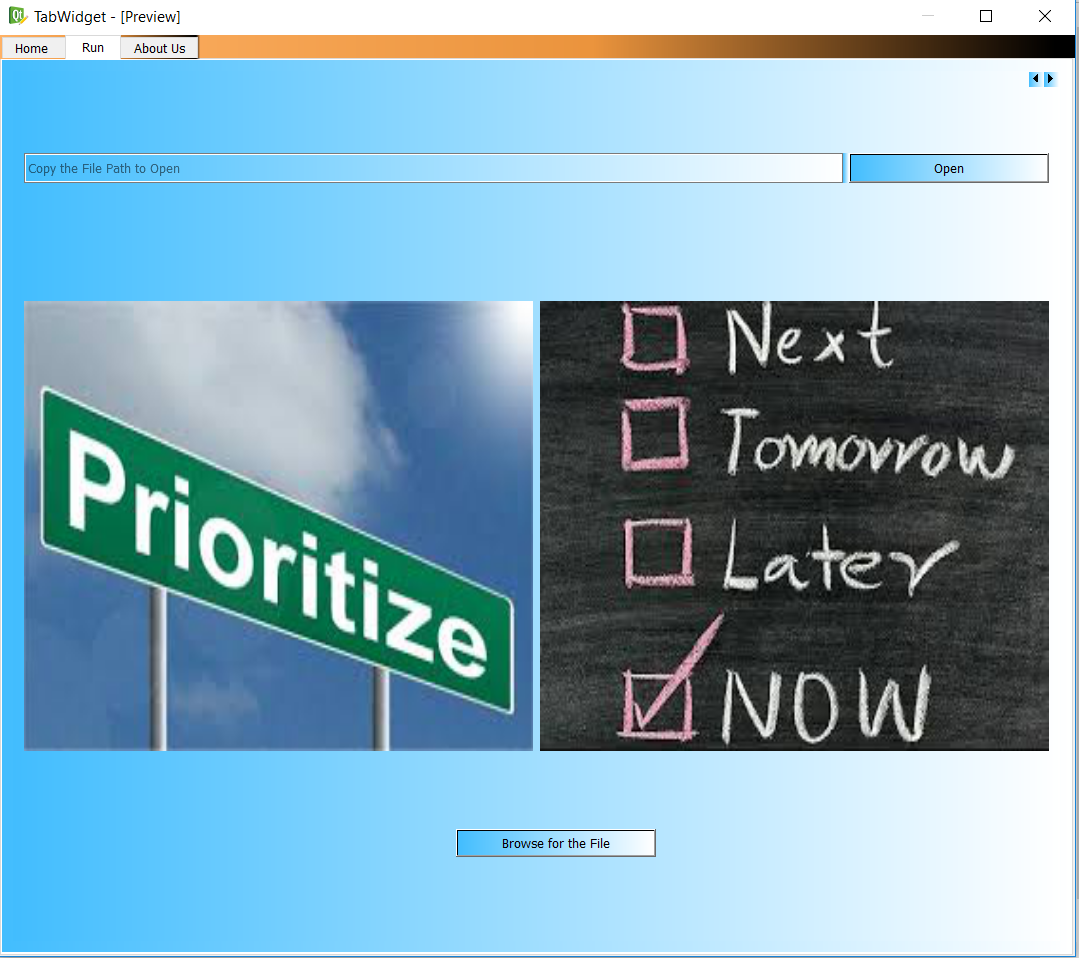 Qt TabWidget - [Preview]
Home Run About Us
Copy the File Path to Open Open
Prioritize
Next
Tomorrow
Later
NOW
Browse for the File